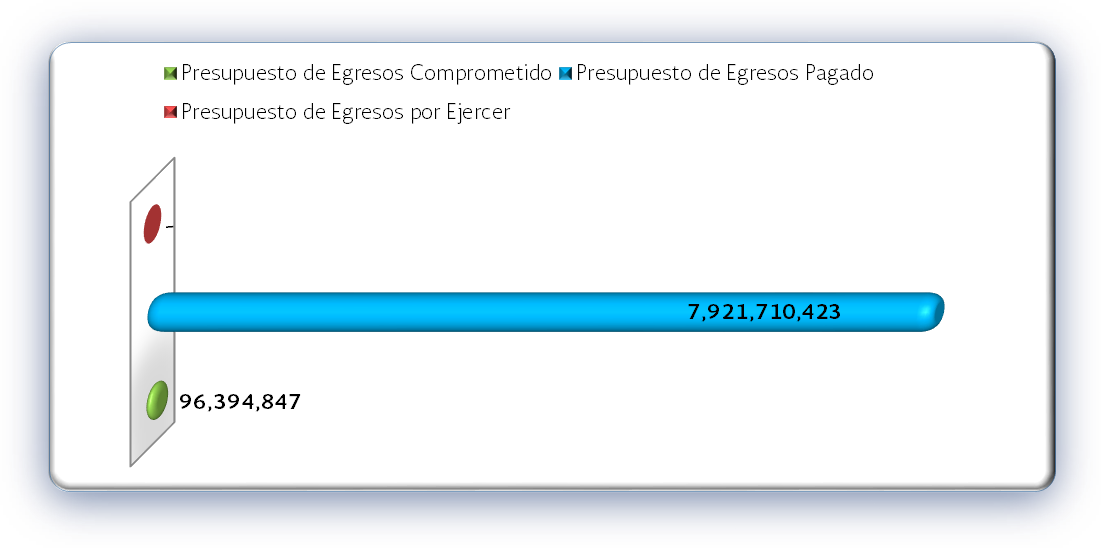 Presupuesto de Egresos Comprometido Presupuesto de Egresos Pagado
Presupuesto de Egresos por Ejercer
-
7,921,710,423
96,394,847